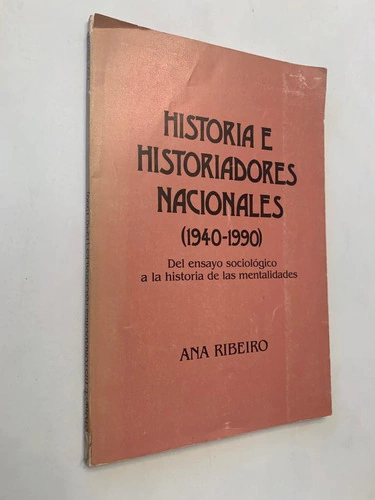 HISTORIA E
HISTORIADORES
NACIONALES
(1940-1990)
Del ensayo sociológico
a la historia de las mentalidades
ANA RIBEIRO